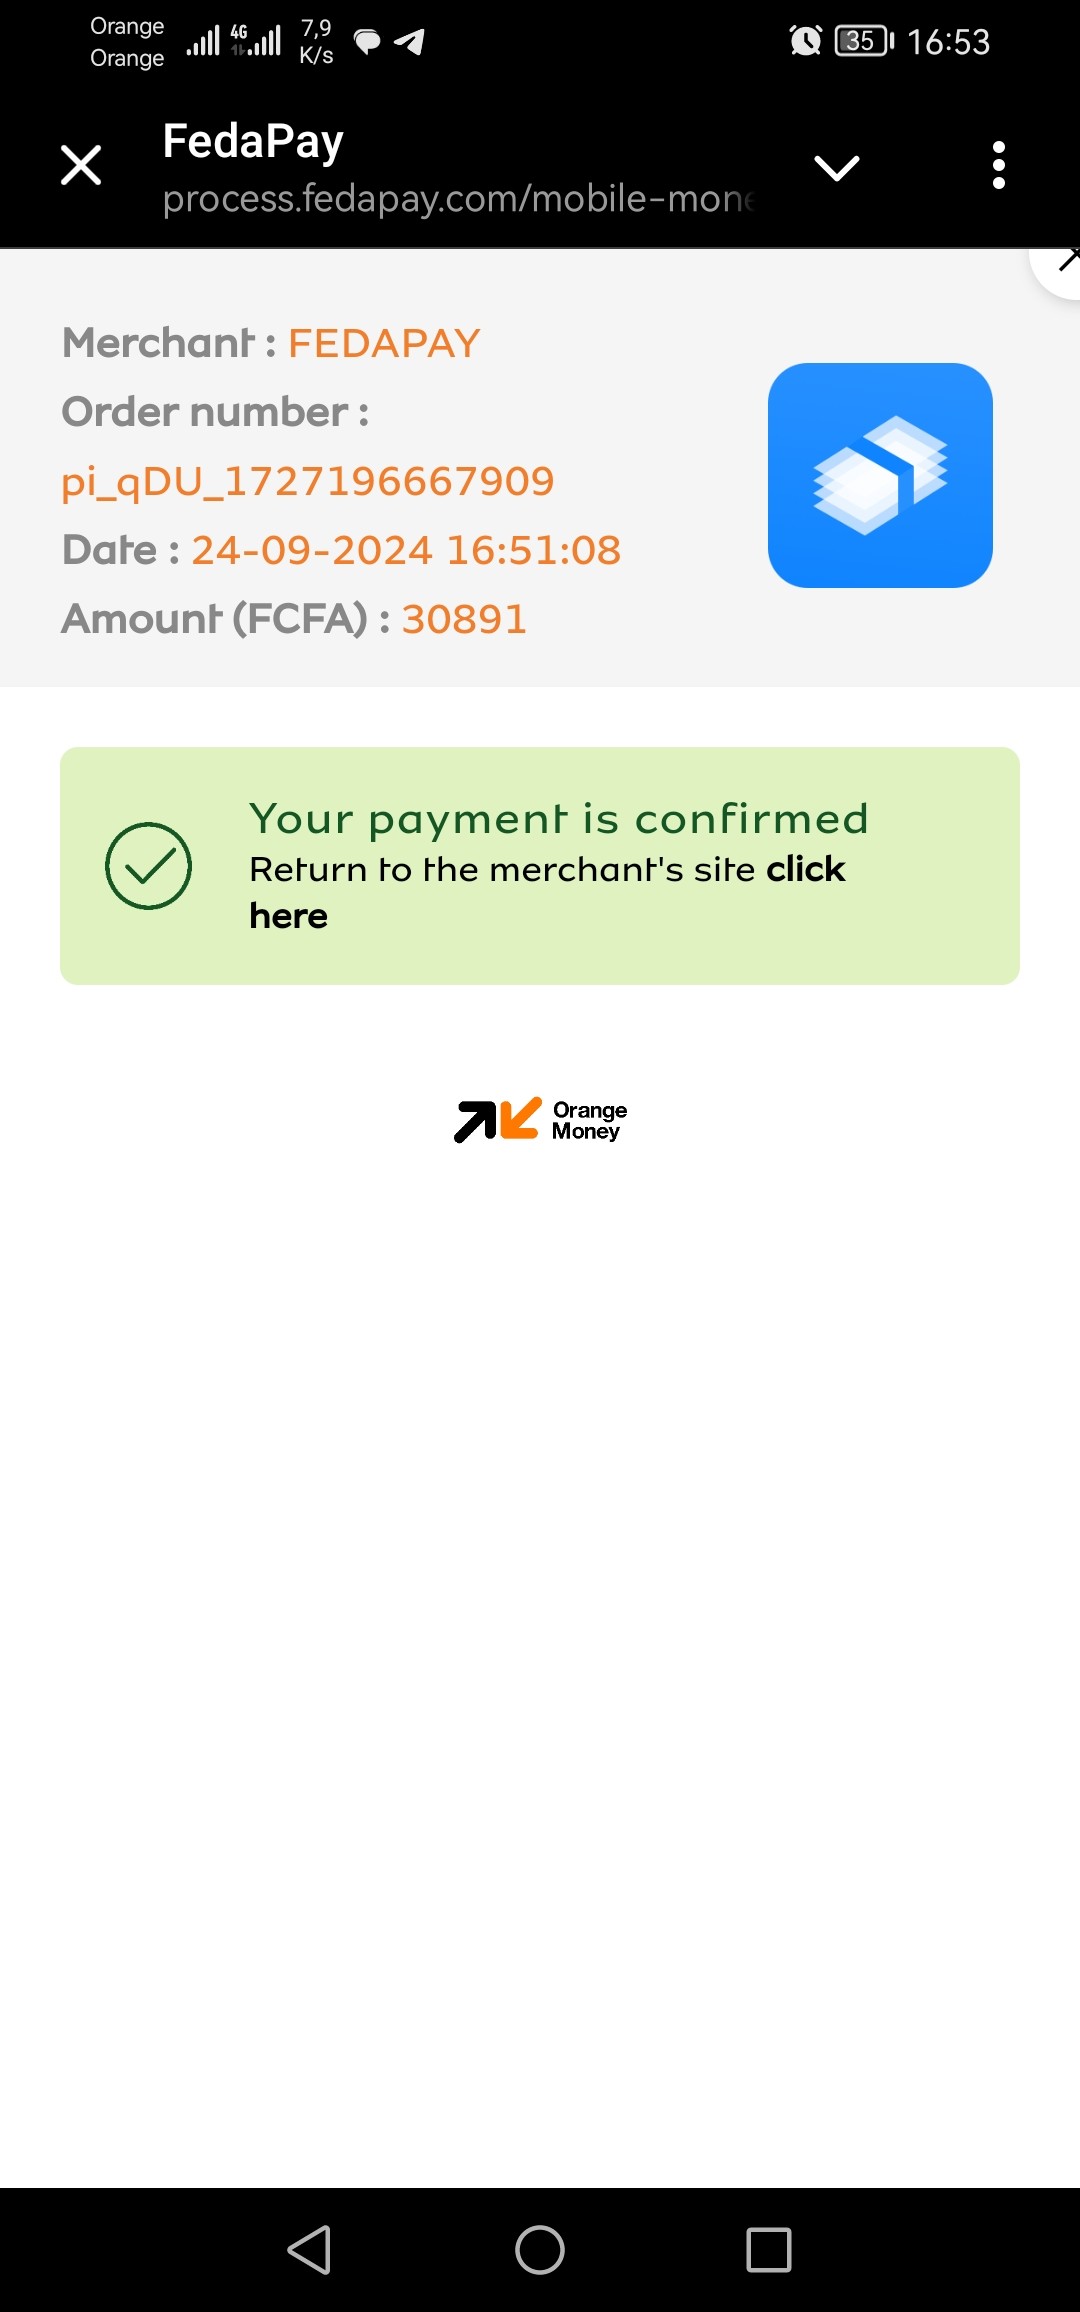 Orange
Orange
4G
7,9
K/s
35
16:53
FedaPay
process.fedapay.com/mobile-mone
Merchant : FEDAPAY
Order number :
pi_qDU_1727196667909
Date : 24-09-2024 16:51:08
Amount (FCFA) : 30891
Your payment is confirmed
Return to the merchant's site click
here
Orange
Money